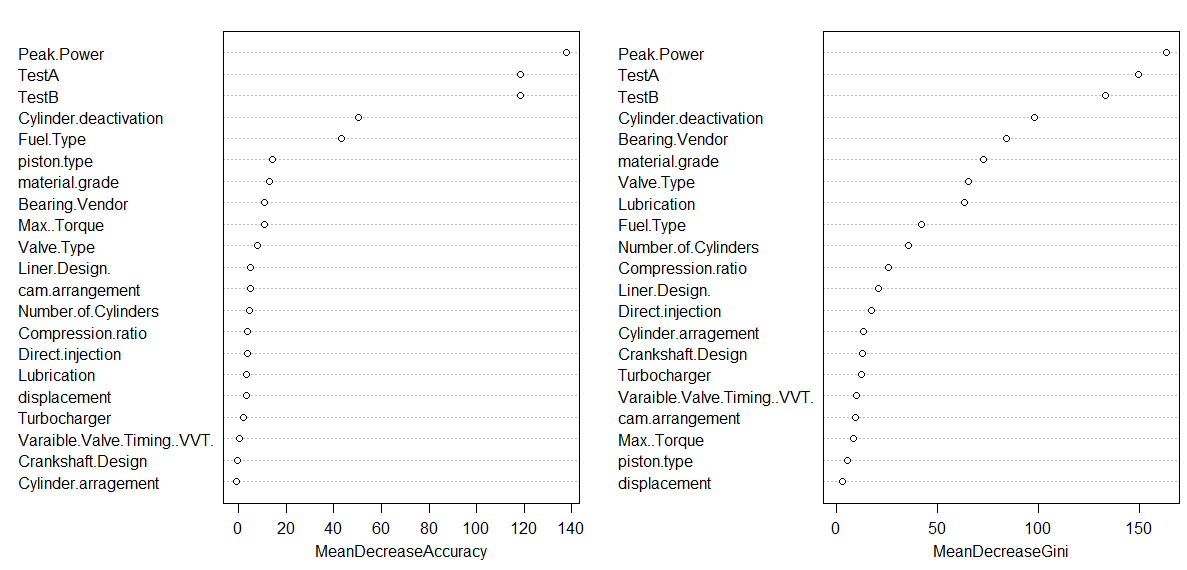 Peak.Power
TestA
TestB
Cylinder.deactivation
Fuel.Type
piston.type
material.grade
Bearing.Vendor
Max..Torque
Valve.Type
Liner.Design.
cam.arrangement
Number.of.Cylinders
Compression.ratio
Direct.injection
Lubrication
displacement
Turbocharger
Varaible.Valve.Timing..VVT.
Crankshaft.Design
Cylinder.arragement
0 20 40 60 80 100 120 140
MeanDecreaseAccuracy
Peak.Power
TestA
TestB
Cylinder.deactivation
Bearing.Vendor
material.grade
Valve.Type
Lubrication
Fuel.Type
Number.of.Cylinders
Compression.ratio
Liner.Design.
Direct.injection
Cylinder.arragement
Crankshaft.Design
Turbocharger
Varaible.Valve.Timing..VVT.
cam.arrangement
Max..Torque
piston.type
displacement
0 50 100 150
MeanDecreaseGini